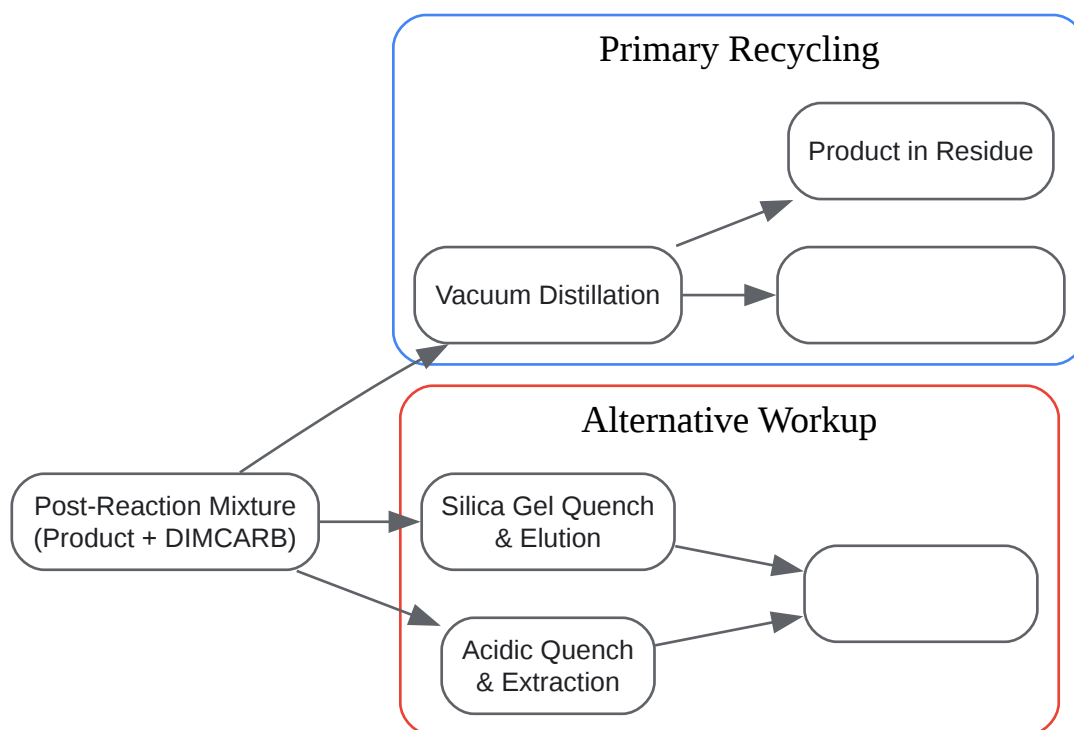 Primary Recycling
Product in Residue
Vacuum Distillation
Alternative Workup
Post-Reaction Mixture
(Product + DIMCARB)
Silica Gel Quench
& Elution
Acidic Quench
& Extraction